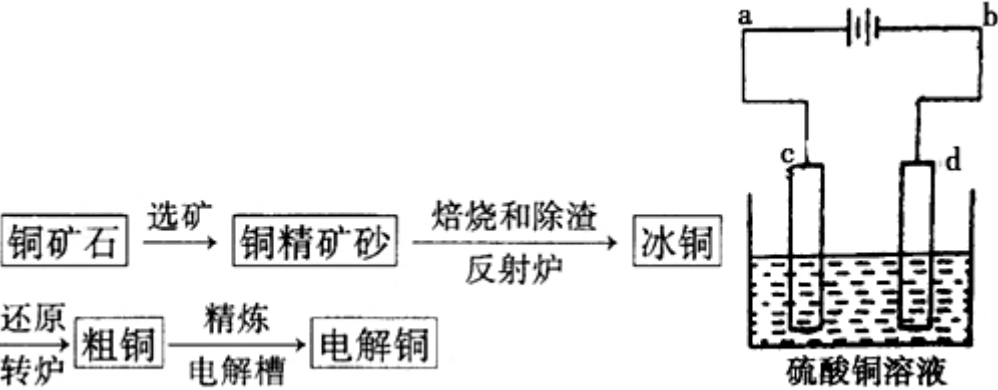 a b
c d
选矿 焙烧和除渣
铜矿石 铜精矿砂 冰铜
反射炉
还原 精炼
粗铜 电解铜
转炉 电解槽
硫酸铜溶液